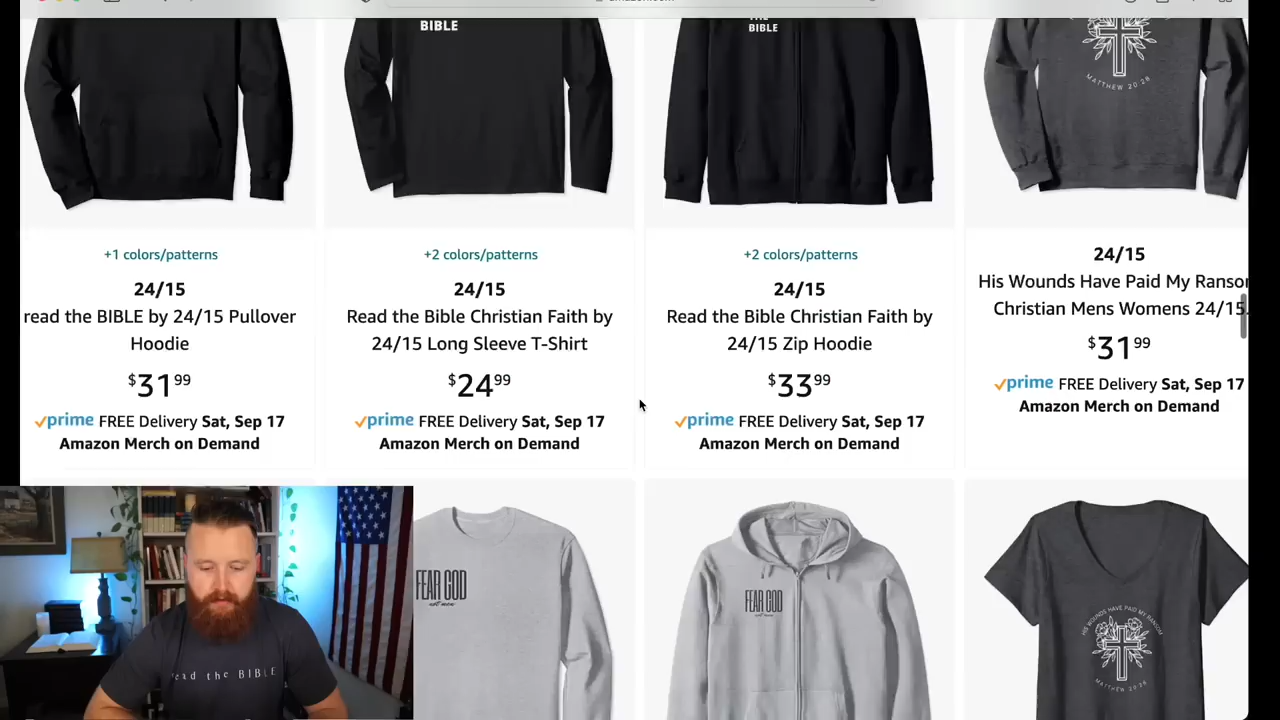 BIBLE
THE
BIBLE
MATTHEW 20:28
+1 colors/patterns
24/15
read the BIBLE by 24/15 Pullover
Hoodie
$31 99
prime FREE Delivery Sat, Sep 17
Amazon Merch on Demand
+2 colors/patterns
24/15
Read the Bible Christian Faith by
24/15 Long Sleeve T-Shirt
$24 99
prime FREE Delivery Sat, Sep 17
Amazon Merch on Demand
+2 colors/patterns
24/15
Read the Bible Christian Faith by
24/15 Zip Hoodie
$33 99
prime FREE Delivery Sat, Sep 17
Amazon Merch on Demand
24/15
His Wounds Have Paid My
Christian Mens Womens 24/15
$31 99
prime FREE Delivery Sat, Sep 17
Amazon Merch on Demand
FEAR GOD
not men
FEAR GOD
not men
HIS WOUNDS HAVE PAID MY RANSOM
MATTHEW 20:28
the BIBLE